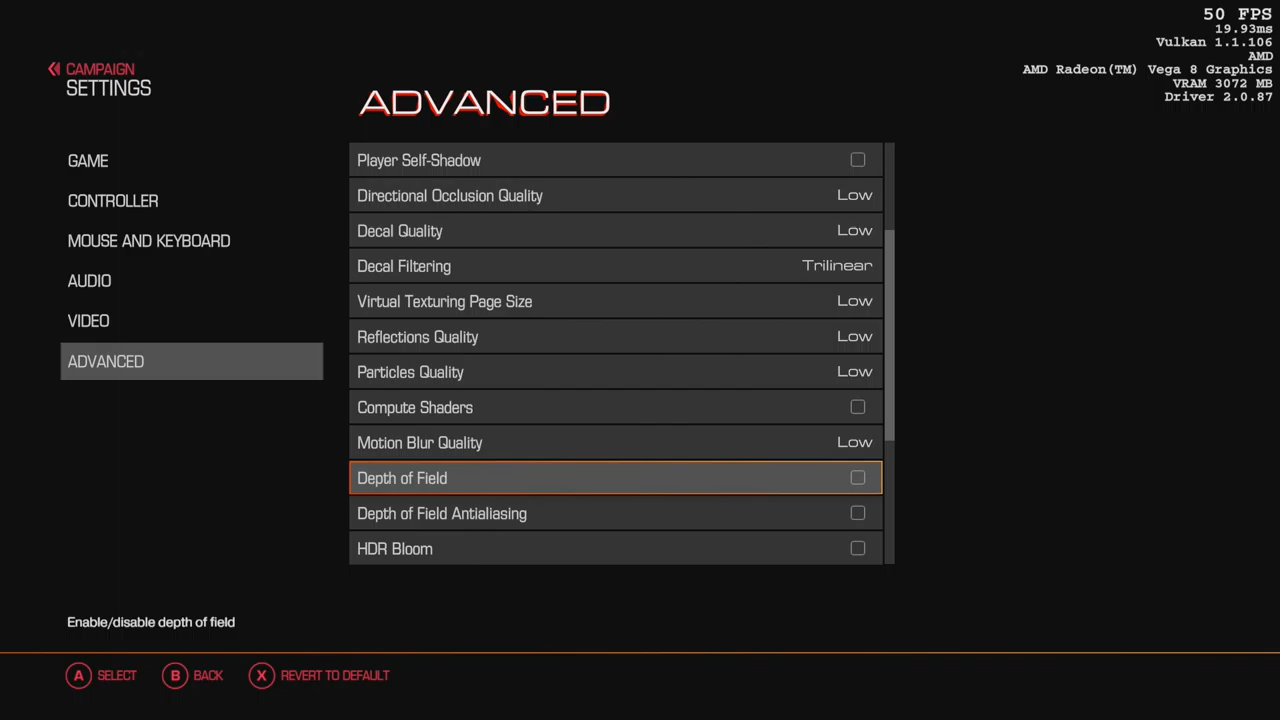 50 FPS
19.93ms
Vulkan 1.1.106
AMD
AMD Radeon(TM) Vega 8 Graphics
VRAM 3072 MB
Driver 2.0.87
CAMPAIGN
SETTINGS
ADVANCED
GAME
CONTROLLER
MOUSE AND KEYBOARD
AUDIO
VIDEO
ADVANCED
Player Self-Shadow
Directional Occlusion Quality Low
Decal Quality Low
Decal Filtering Trilinear
Virtual Texturing Page Size Low
Reflections Quality Low
Particles Quality Low
Compute Shaders
Motion Blur Quality Low
Depth of Field
Depth of Field Antialiasing
HDR Bloom
Enable/disable depth of field
A SELECT B BACK X REVERT TO DEFAULT